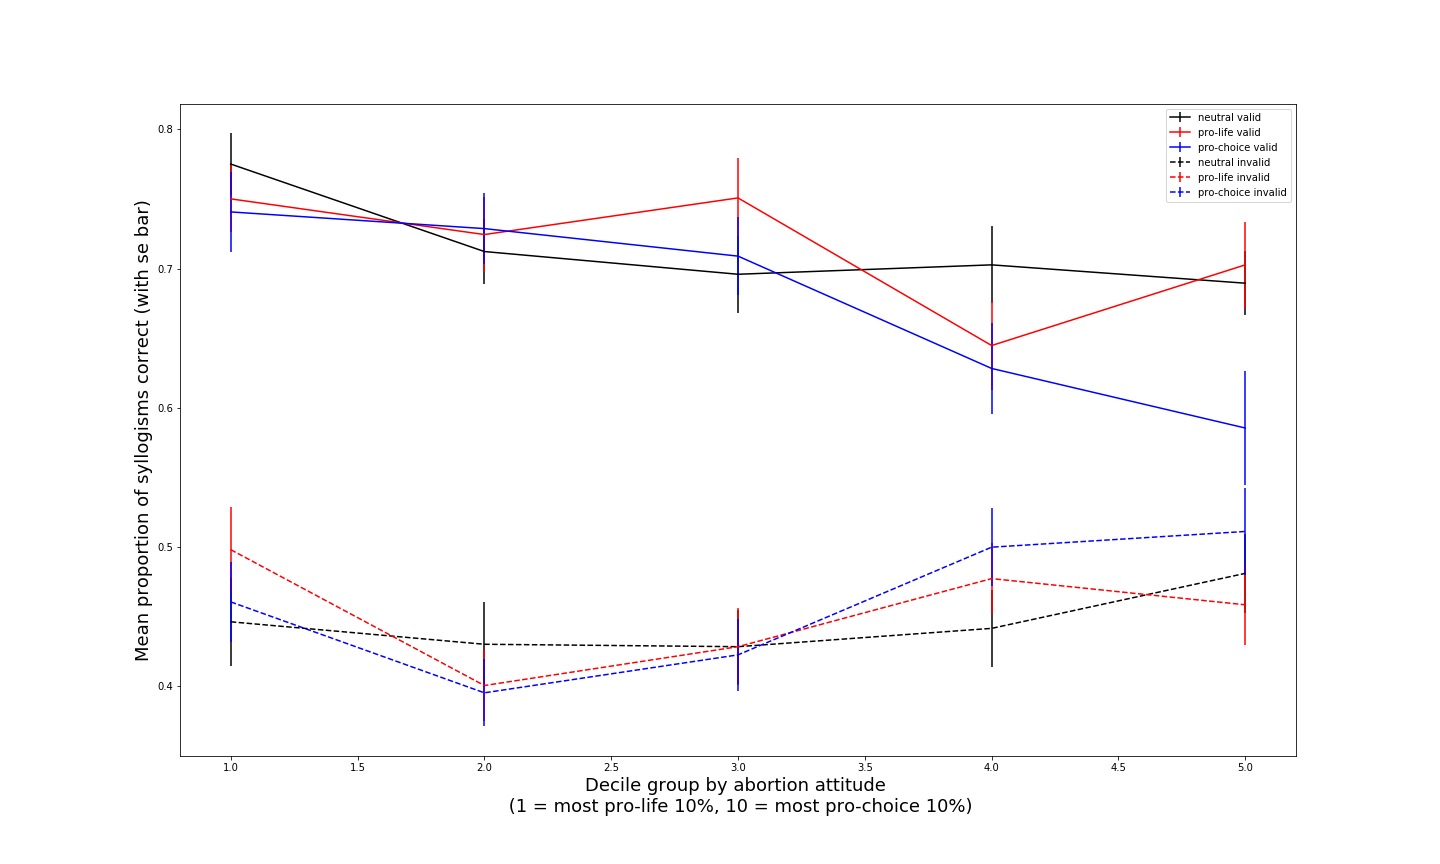 neutral valid
pro-life valid
pro-choice valid
neutral invalid
pro-life invalid
pro-choice invalid
Mean proportion of syllogisms correct (with se bar)
0.8
0.7
0.6
0.5
0.4
1.0 1.5 2.0 2.5 3.0 3.5 4.0 4.5 5.0
Decile group by abortion attitude
(1 = most pro-life 10%, 10 = most pro-choice 10%)